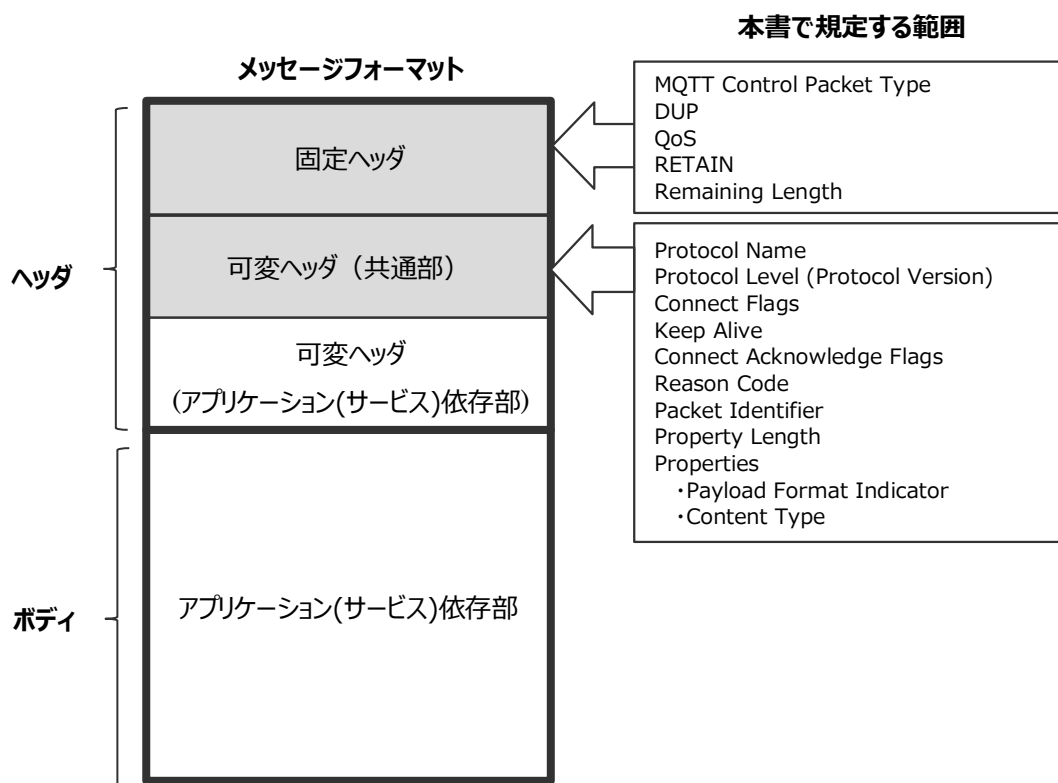 本書で規定する範囲
メッセージフォーマット
ヘッダ
固定ヘッダ
可変ヘッダ（共通部）
可変ヘッダ
（アプリケーション(サービス)依存部）
ボディ
アプリケーション(サービス)依存部
MQTT Control Packet Type
DUP
QoS
RETAIN
Remaining Length
Protocol Name
Protocol Level (Protocol Version)
Connect Flags
Keep Alive
Connect Acknowledge Flags
Reason Code
Packet Identifier
Property Length
Properties
・Payload Format Indicator
・Content Type